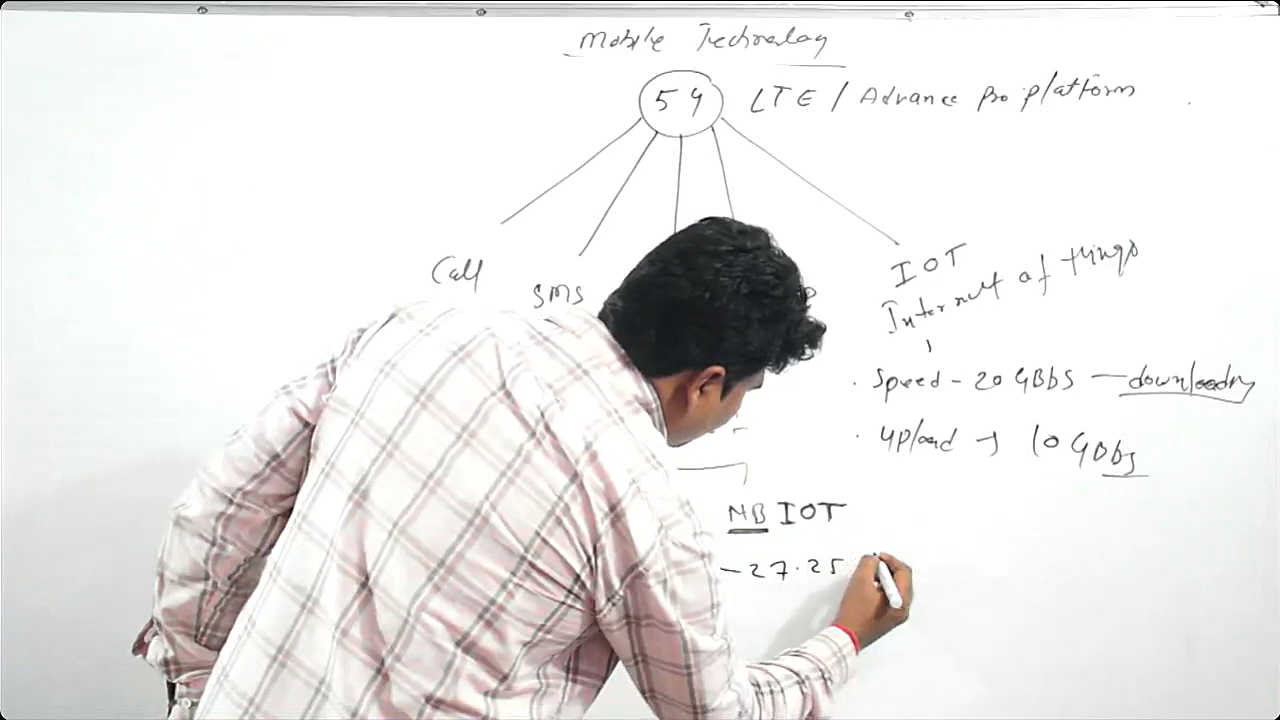 Mobile Technology
5G LTE / Advance pro platform
Call
SMS
IOT
Internet of things
Speed - 20 GBbS — downloading
Upload → 10 GBbs
NB IOT
- 27.25